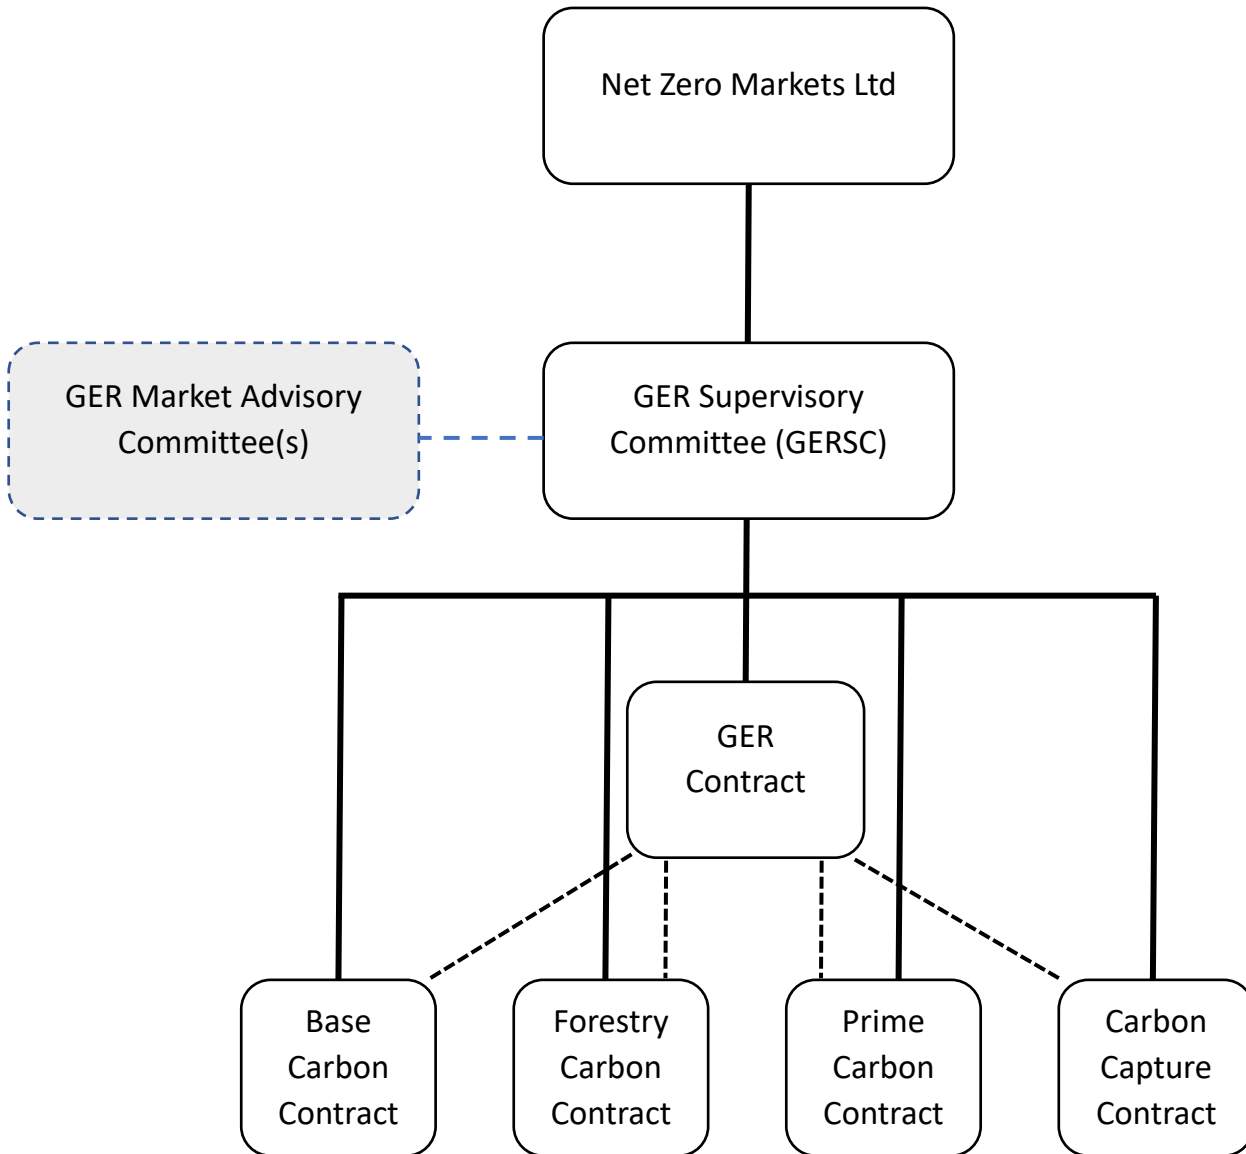 Net Zero Markets Ltd
GER Market Advisory
Committee(s)
GER Supervisory
Committee (GERSC)
GER
Contract
Base
Carbon
Contract
Forestry
Carbon
Contract
Prime
Carbon
Contract
Carbon
Capture
Contract